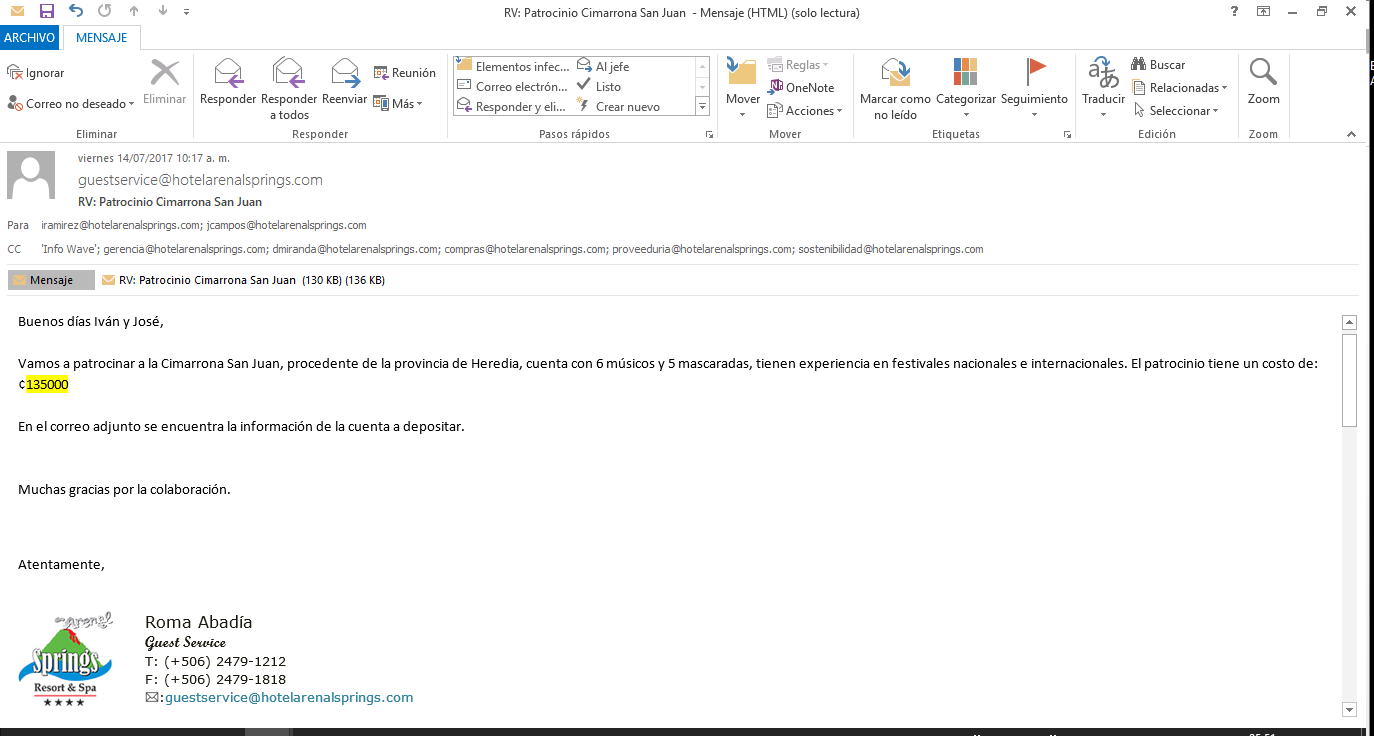 RV: Patrocinio Cimarrona San Juan - Mensaje (HTML) (solo lectura)
ARCHIVO MENSAJE
Ignorar
Correo no deseado
Eliminar
Eliminar
Responder
Responder a todos
Reenviar
Reunión
Más
Responder
Elementos infec...
Correo electrón...
Responder y eli...
Al jefe
Listo
Crear nuevo
Pasos rápidos
Mover
Reglas
OneNote
Acciones
Mover
Marcar como no leído
Categorizar
Seguimiento
Etiquetas
Traducir
Buscar
Relacionadas
Seleccionar
Edición
Zoom
Zoom
viernes 14/07/2017 10:17 a. m.
guestservice@hotelarenalsprings.com
RV: Patrocinio Cimarrona San Juan
Para iramirez@hotelarenalsprings.com; jcampos@hotelarenalsprings.com
CC 'Info Wave'; gerencia@hotelarenalsprings.com; dmiranda@hotelarenalsprings.com; compras@hotelarenalsprings.com; proveeduria@hotelarenalsprings.com; sostenibilidad@hotelarenalsprings.com
Mensaje RV: Patrocinio Cimarrona San Juan (130 KB) (136 KB)
Buenos días Iván y José,
Vamos a patrocinar a la Cimarrona San Juan, procedente de la provincia de Heredia, cuenta con 6 músicos y 5 mascaradas, tienen experiencia en festivales nacionales e internacionales. El patrocinio tiene un costo de:
¢135000
En el correo adjunto se encuentra la información de la cuenta a depositar.
Muchas gracias por la colaboración.
Atentamente,
Arenal
Springs
Resort & Spa
Roma Abadía
Guest Service
T: (+506) 2479-1212
F: (+506) 2479-1818
✉:guestservice@hotelarenalsprings.com